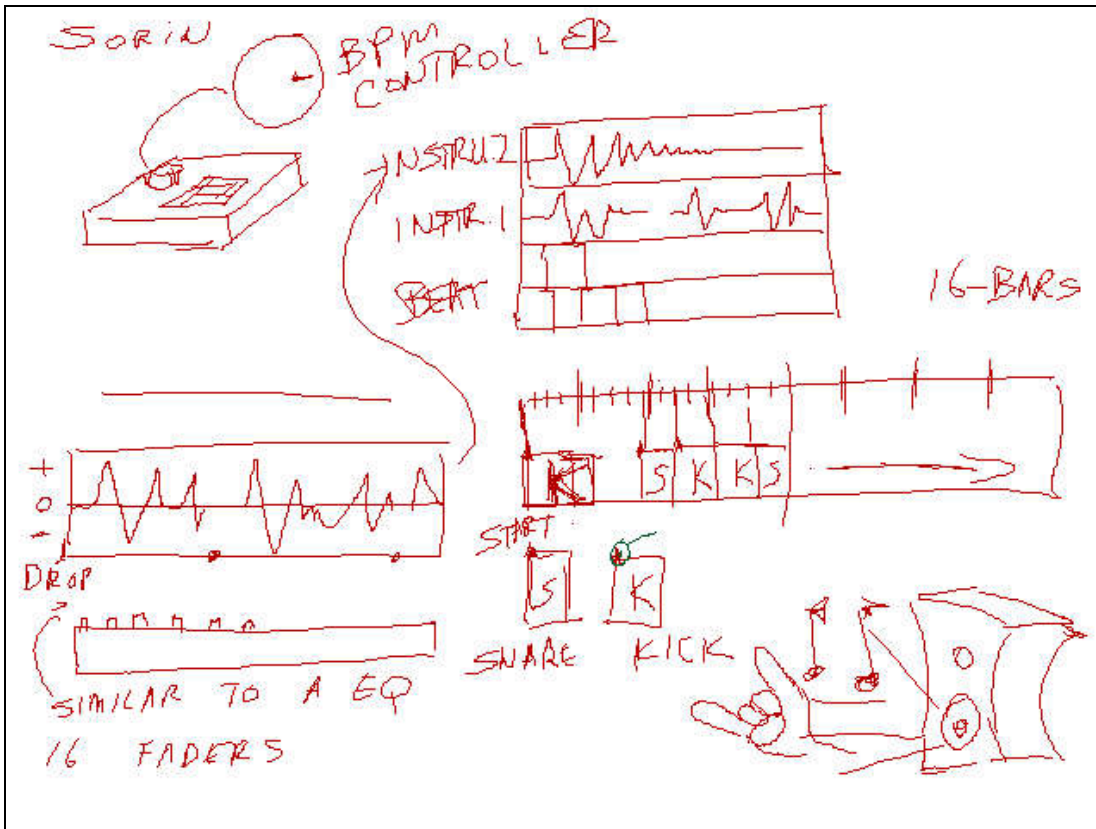 SORIN
BPM
CONTROLLER
INSTRU.2
INSTR.1
BEAT
16-BARS
K S K K S
+
0
-
START
DROP
S K
SNARE KICK
SIMILAR TO A EQ
16 FADERS